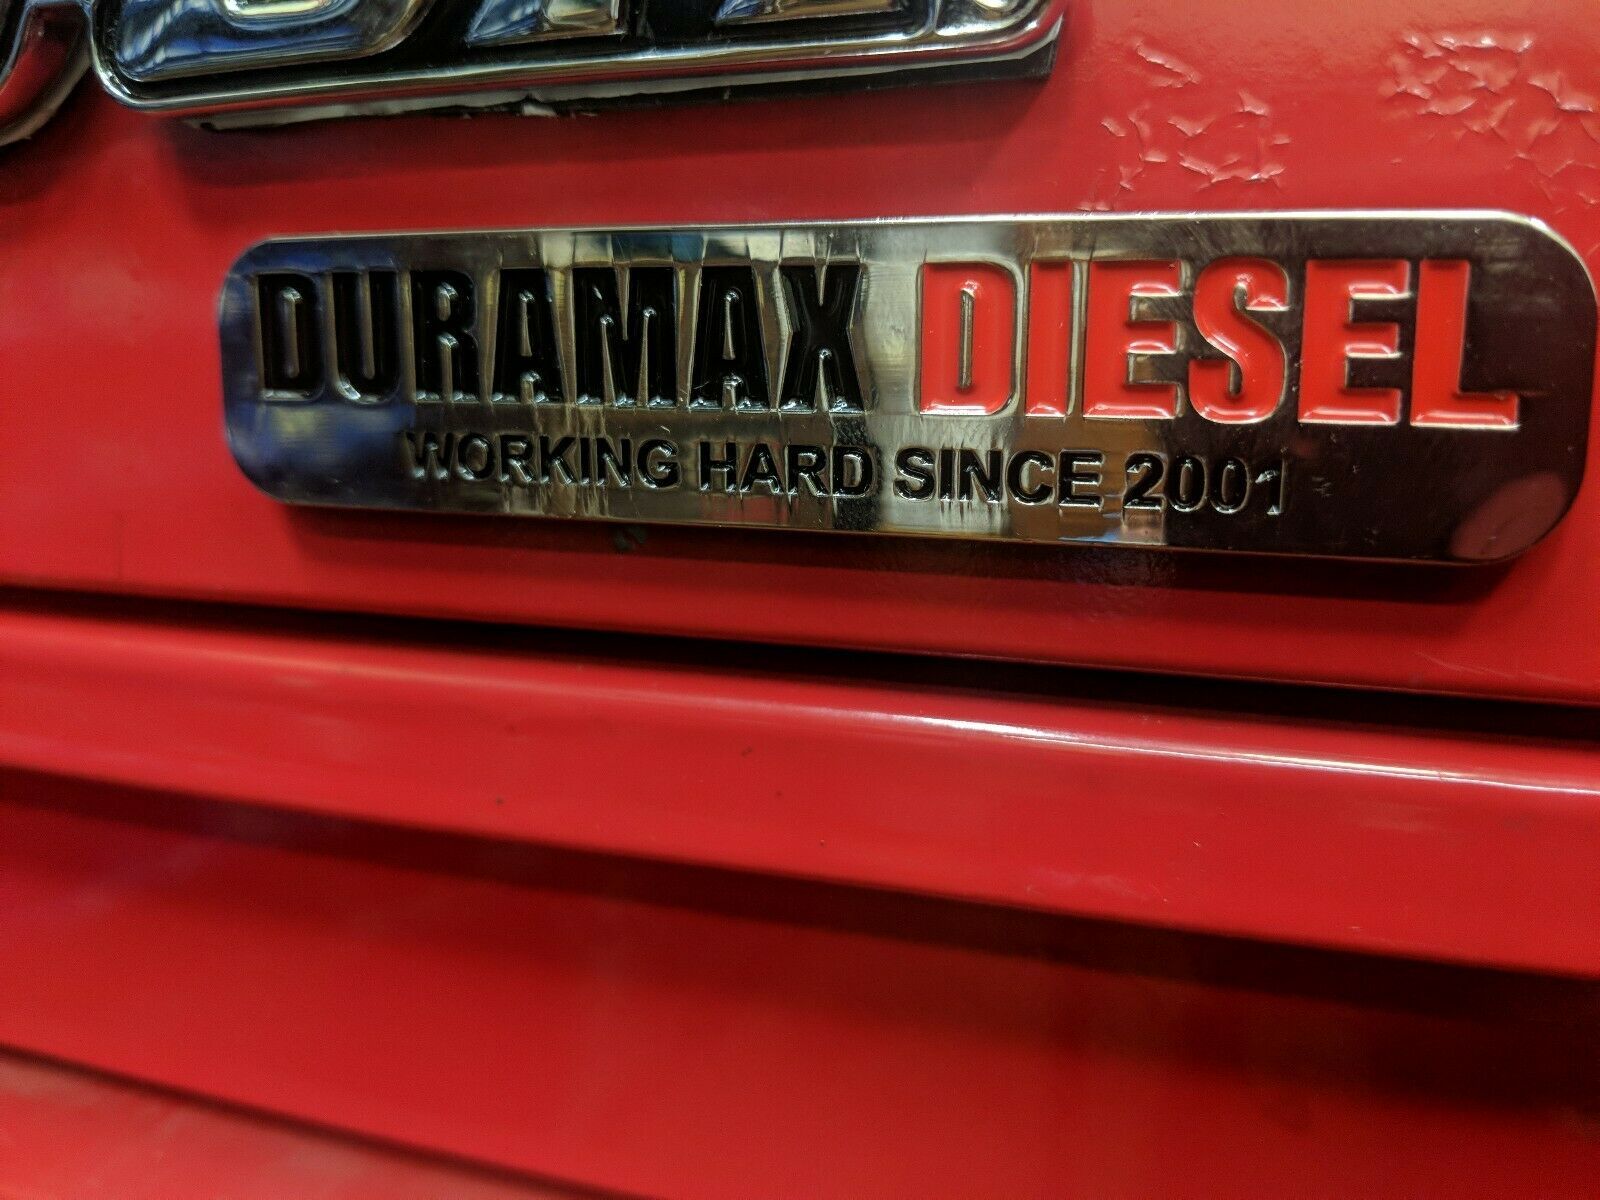 DURAMAX DIESEL
WORKING HARD SINCE 2001